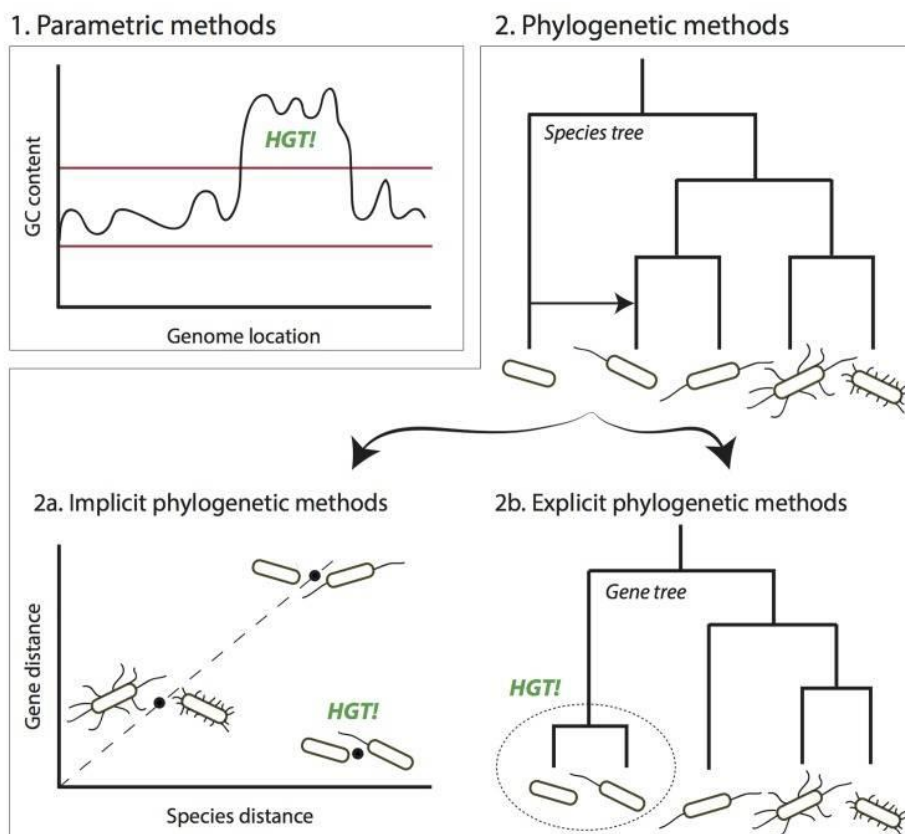 1. Parametric methods
HGT!
GC content
Genome location
2. Phylogenetic methods
Species tree
2a. Implicit phylogenetic methods
Gene distance
HGT!
Species distance
2b. Explicit phylogenetic methods
Gene tree
HGT!